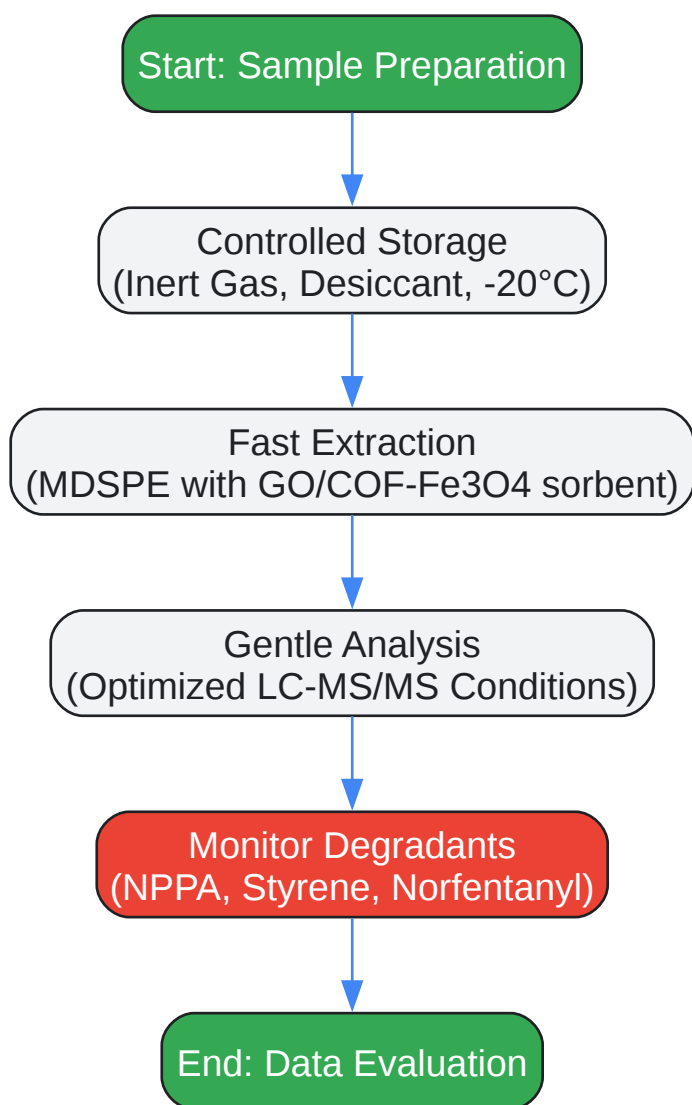 Start: Sample Preparation
Controlled Storage
(Inert Gas, Desiccant, -20°C)
Fast Extraction
(MDSPE with GO/COF-Fe3O4 sorbent)
Gentle Analysis
(Optimized LC-MS/MS Conditions)
Monitor Degradants
(NPPA, Styrene, Norfentanyl)
End: Data Evaluation